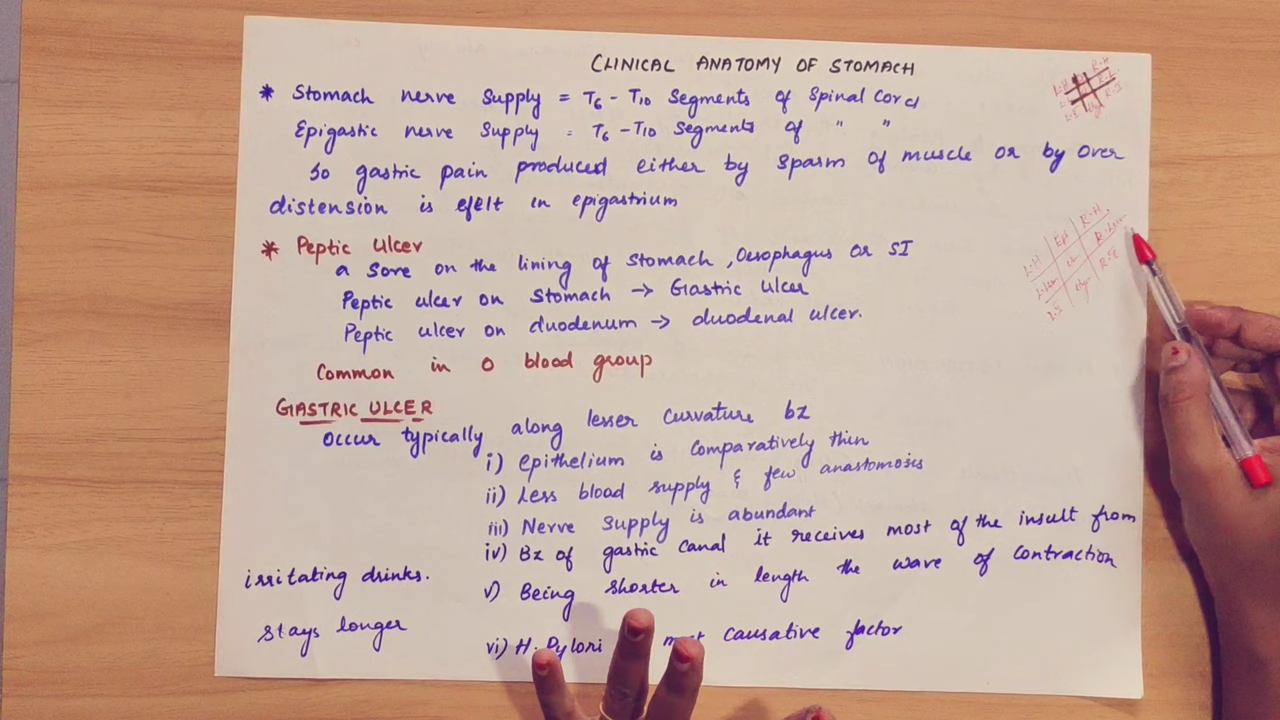 CLINICAL ANATOMY OF STOMACH
* Stomach nerve supply = T6 - T10 segments of spinal cord
Epigastic nerve supply = T6 - T10 segments of " "
So gastric pain produced either by spasm of muscle or by over
distension is efelt in epigastrium
* Peptic Ulcer
a sore on the lining of stomach, Oesophagus or SI
Peptic ulcer on stomach → Gastric Ulcer
Peptic ulcer on duodenum → duodenal ulcer.
Common in O blood group
GASTRIC ULCER
occur typically along lesser curvature bz
i) epithelium is comparatively thin
ii) Less blood supply & few anastomosis
iii) Nerve supply is abundant
iv) Bz of gastric canal it receives most of the insult from
irritating drinks.
v) Being shorter in length the wave of contraction
stays longer
vi) H. Pylori most causative factor
L.H Epi R.H